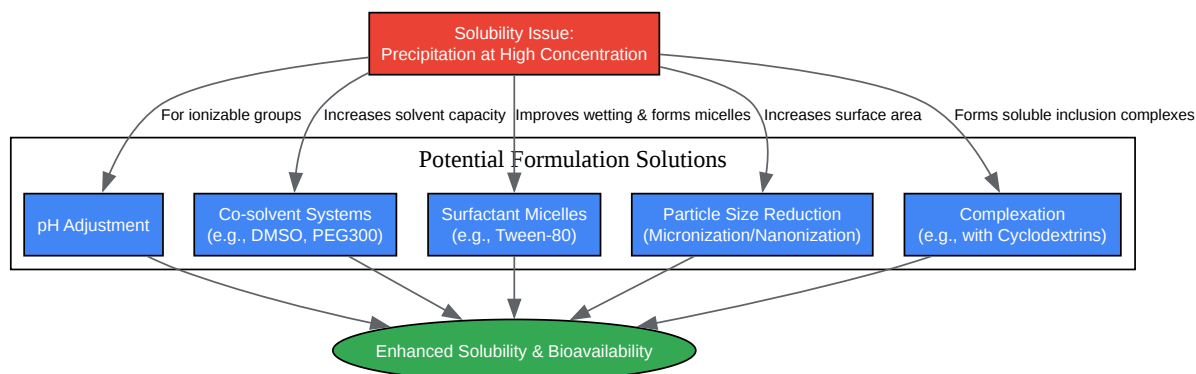 Solubility Issue:
Precipitation at High Concentration
For ionizable groups
Increases solvent capacity
Improves wetting & forms micelles
Increases surface area
Forms soluble inclusion complexes
Potential Formulation Solutions
pH Adjustment
Co-solvent Systems
(e.g., DMSO, PEG300)
Surfactant Micelles
(e.g., Tween-80)
Particle Size Reduction
(Micronization/Nanonization)
Complexation
(e.g., with Cyclodextrins)
Enhanced Solubility & Bioavailability